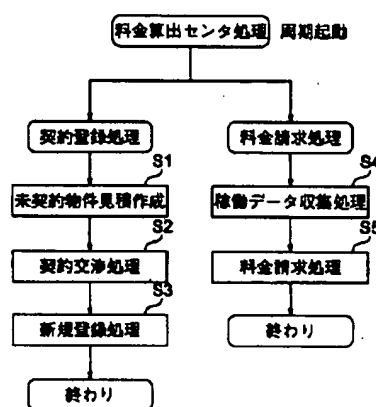 料金算出センタ処理 周期起動
契約登録処理
S1
未契約物件見積作成
S2
契約交渉処理
S3
新規登録処理
終わり
料金請求処理
S4
稼働データ収集処理
S5
料金請求処理
終わり